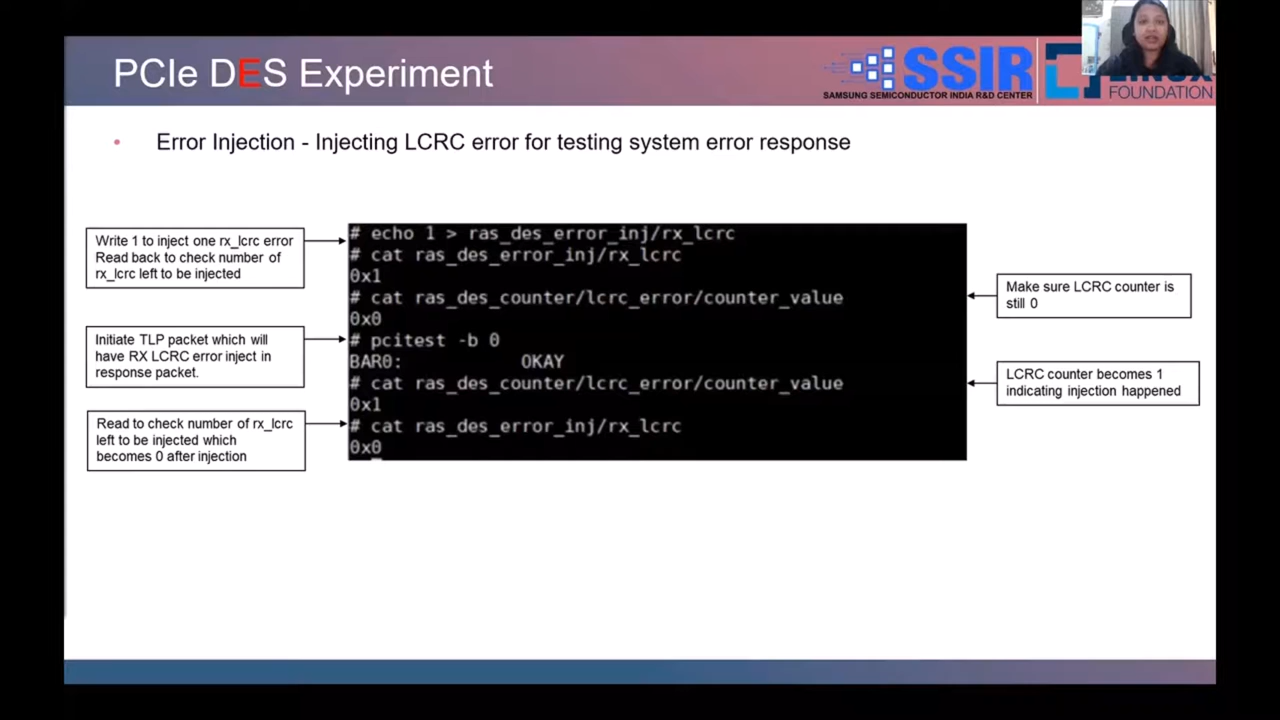 PCIe DES Experiment
SSIR
SAMSUNG SEMICONDUCTOR INDIA R&D CENTER
FOUNDATION
• Error Injection - Injecting LCRC error for testing system error response
Write 1 to inject one rx_lcrc error
Read back to check number of
rx_lcrc left to be injected
Initiate TLP packet which will
have RX LCRC error inject in
response packet.
Read to check number of rx_lcrc
left to be injected which
becomes 0 after injection
# echo 1 > ras_des_error_inj/rx_lcrc
# cat ras_des_error_inj/rx_lcrc
0x1
# cat ras_des_counter/lcrc_error/counter_value
0x0
# pcitest -b 0
BAR0: OKAY
# cat ras_des_counter/lcrc_error/counter_value
0x1
# cat ras_des_error_inj/rx_lcrc
0x0
Make sure LCRC counter is
still 0
LCRC counter becomes 1
indicating injection happened